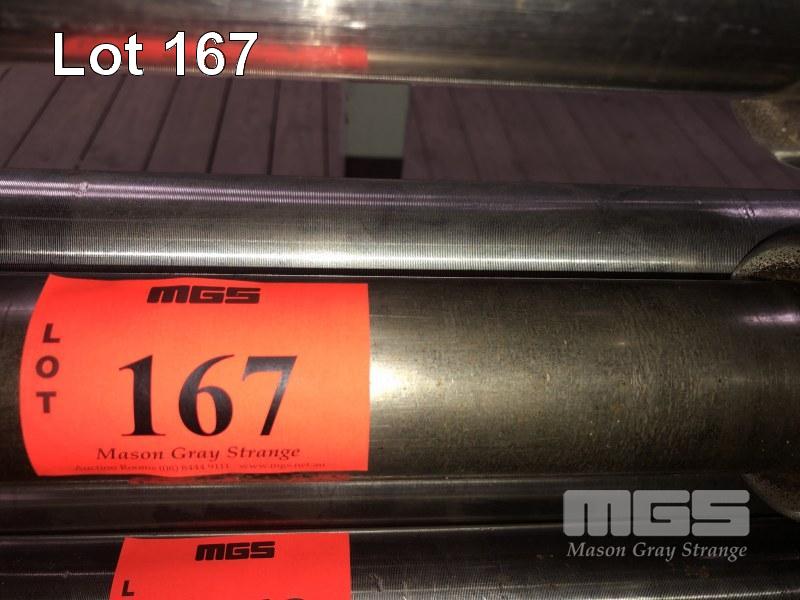 Lot 167
MGS
LOT
167
Mason Gray Strange
Auction Rooms (08) 8444 9111 www.mgs.net.au
MGS
Mason Gray Strange
MGS
L